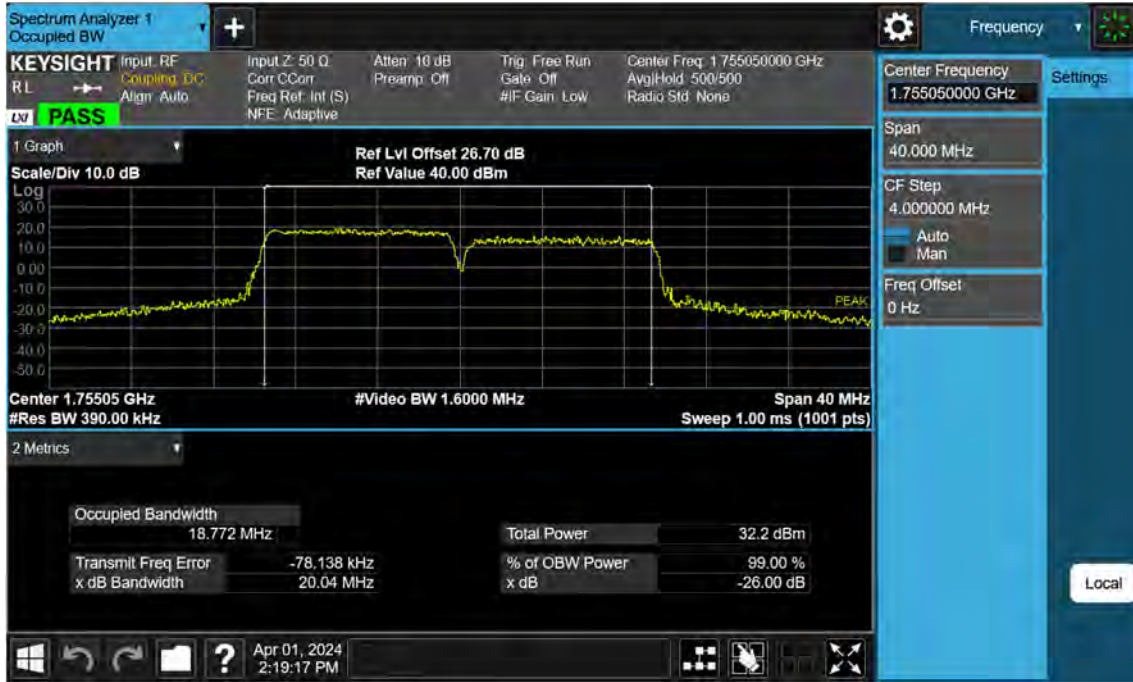 Spectrum Analyzer 1
Occupied BW
+
Frequency
KEYSIGHT
RL
LXI
PASS
Input: RF
Coupling: DC
Align: Auto
Input Z: 50 Ω
Corr CCorr
Freq Ref: Int (S)
NFE: Adaptive
Atten: 10 dB
Preamp: Off
Trig: Free Run
Gate: Off
#IF Gain: Low
Center Freq: 1.755050000 GHz
Avg|Hold: 500/500
Radio Std: None
Center Frequency
1.755050000 GHz
Settings
Span
40.000 MHz
CF Step
4.000000 MHz
Auto
Man
Freq Offset
0 Hz
Local
1 Graph
Scale/Div 10.0 dB
Ref Lvl Offset 26.70 dB
Ref Value 40.00 dBm
Log
30.0
20.0
10.0
0.00
-10.0
-20.0
-30.0
-40.0
-50.0
PEAK
Center 1.75505 GHz
#Video BW 1.6000 MHz
Span 40 MHz
#Res BW 390.00 kHz
Sweep 1.00 ms (1001 pts)
2 Metrics
Occupied Bandwidth
18.772 MHz
Total Power 32.2 dBm
Transmit Freq Error -78.138 kHz
% of OBW Power 99.00 %
x dB Bandwidth 20.04 MHz
x dB -26.00 dB
?
Apr 01, 2024
2:19:17 PM